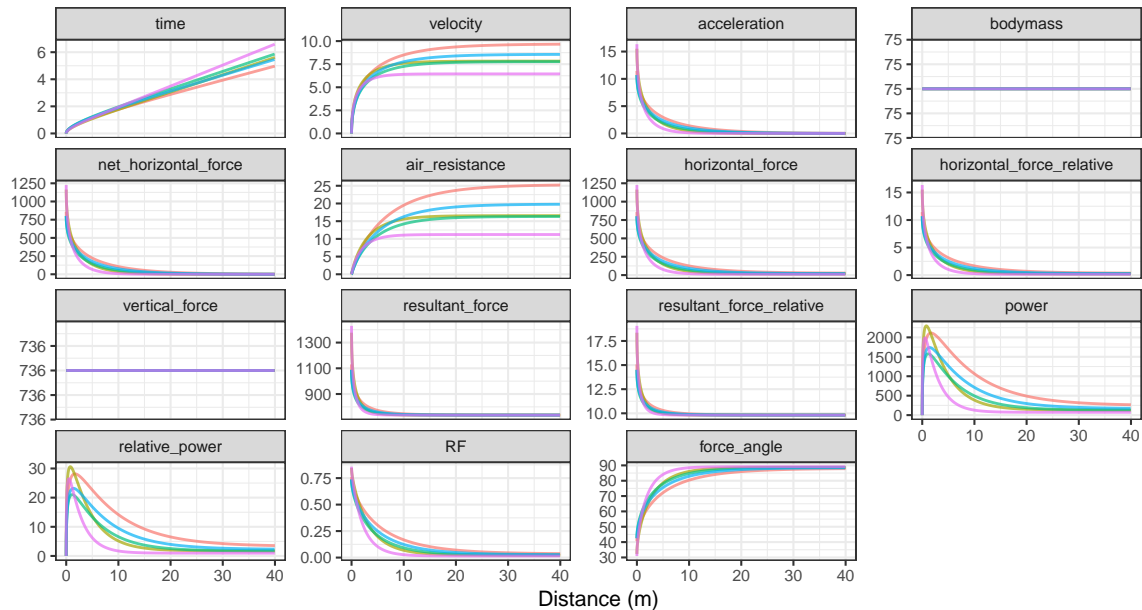 time velocity acceleration bodymass
6 10.0 15 75
4 7.5 10 75
2 5.0 5 75
0 2.5 0 75
0.0 75
net_horizontal_force air_resistance horizontal_force horizontal_force_relative
1250 25 1250 15
1000 20 1000 10
750 15 750 5
500 10 500 0
250 5 250
0 0 0
vertical_force resultant_force resultant_force_relative power
736 1300 17.5 2000
736 1100 15.0 1500
736 900 12.5 1000
736 10.0 500
0
0 10 20 30 40
relative_power RF force_angle
30 0.75 90
20 0.50 80
10 0.25 70
0 0.00 60
50
40
30
0 10 20 30 40 0 10 20 30 40 0 10 20 30 40
Distance (m)